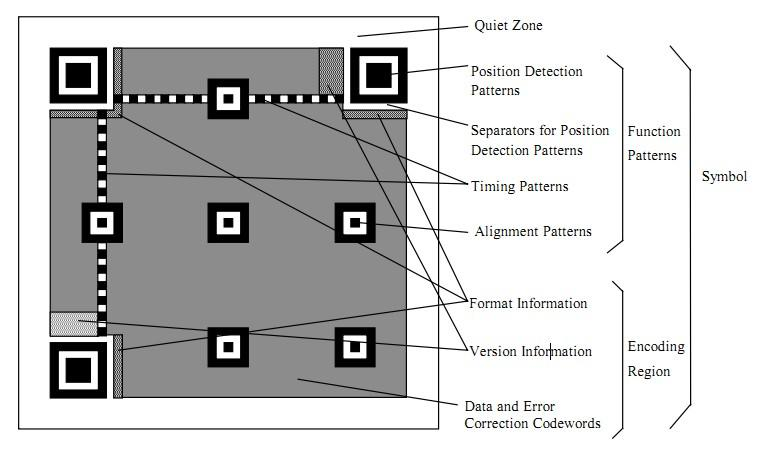 Quiet Zone
Position Detection
Patterns
Separators for Position
Detection Patterns
Timing Patterns
Alignment Patterns
Function
Patterns
Symbol
Format Information
Version Information
Data and Error
Correction Codewords
Encoding
Region